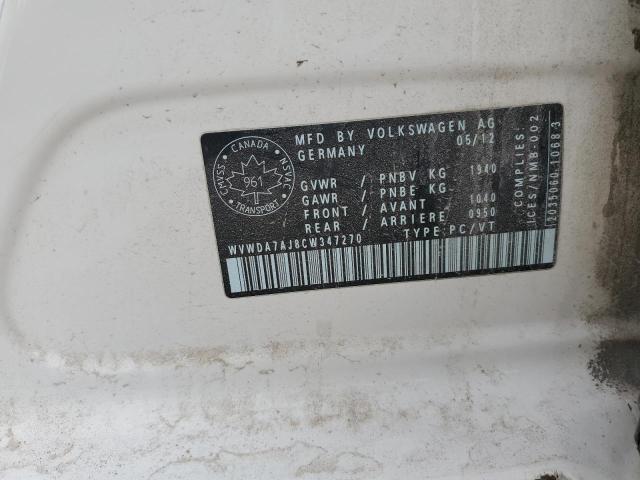 MFD BY VOLKSWAGEN AG
GERMANY 05/12
CANADA
CMVSS NSVAC
961
TRANSPORT
GVWR / PNBV KG 1940
GAWR / PNBE KG
FRONT / AVANT 1040
REAR / ARRIERE 0950
WVWDA7AJ8CW347270 TYPE:PC/VT
COMPLIES:
ICES/NMB-002
2035060-10683